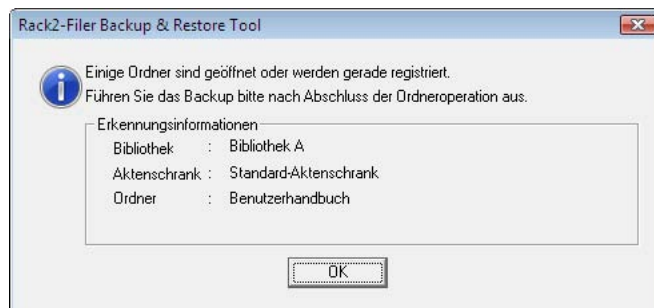 Rack2-Filer Backup & Restore Tool
Einige Ordner sind geöffnet oder werden gerade registriert.
Führen Sie das Backup bitte nach Abschluss der Ordneroperation aus.
Erkennungsinformationen
Bibliothek : Bibliothek A
Aktenschrank : Standard-Aktenschrank
Ordner : Benutzerhandbuch
OK